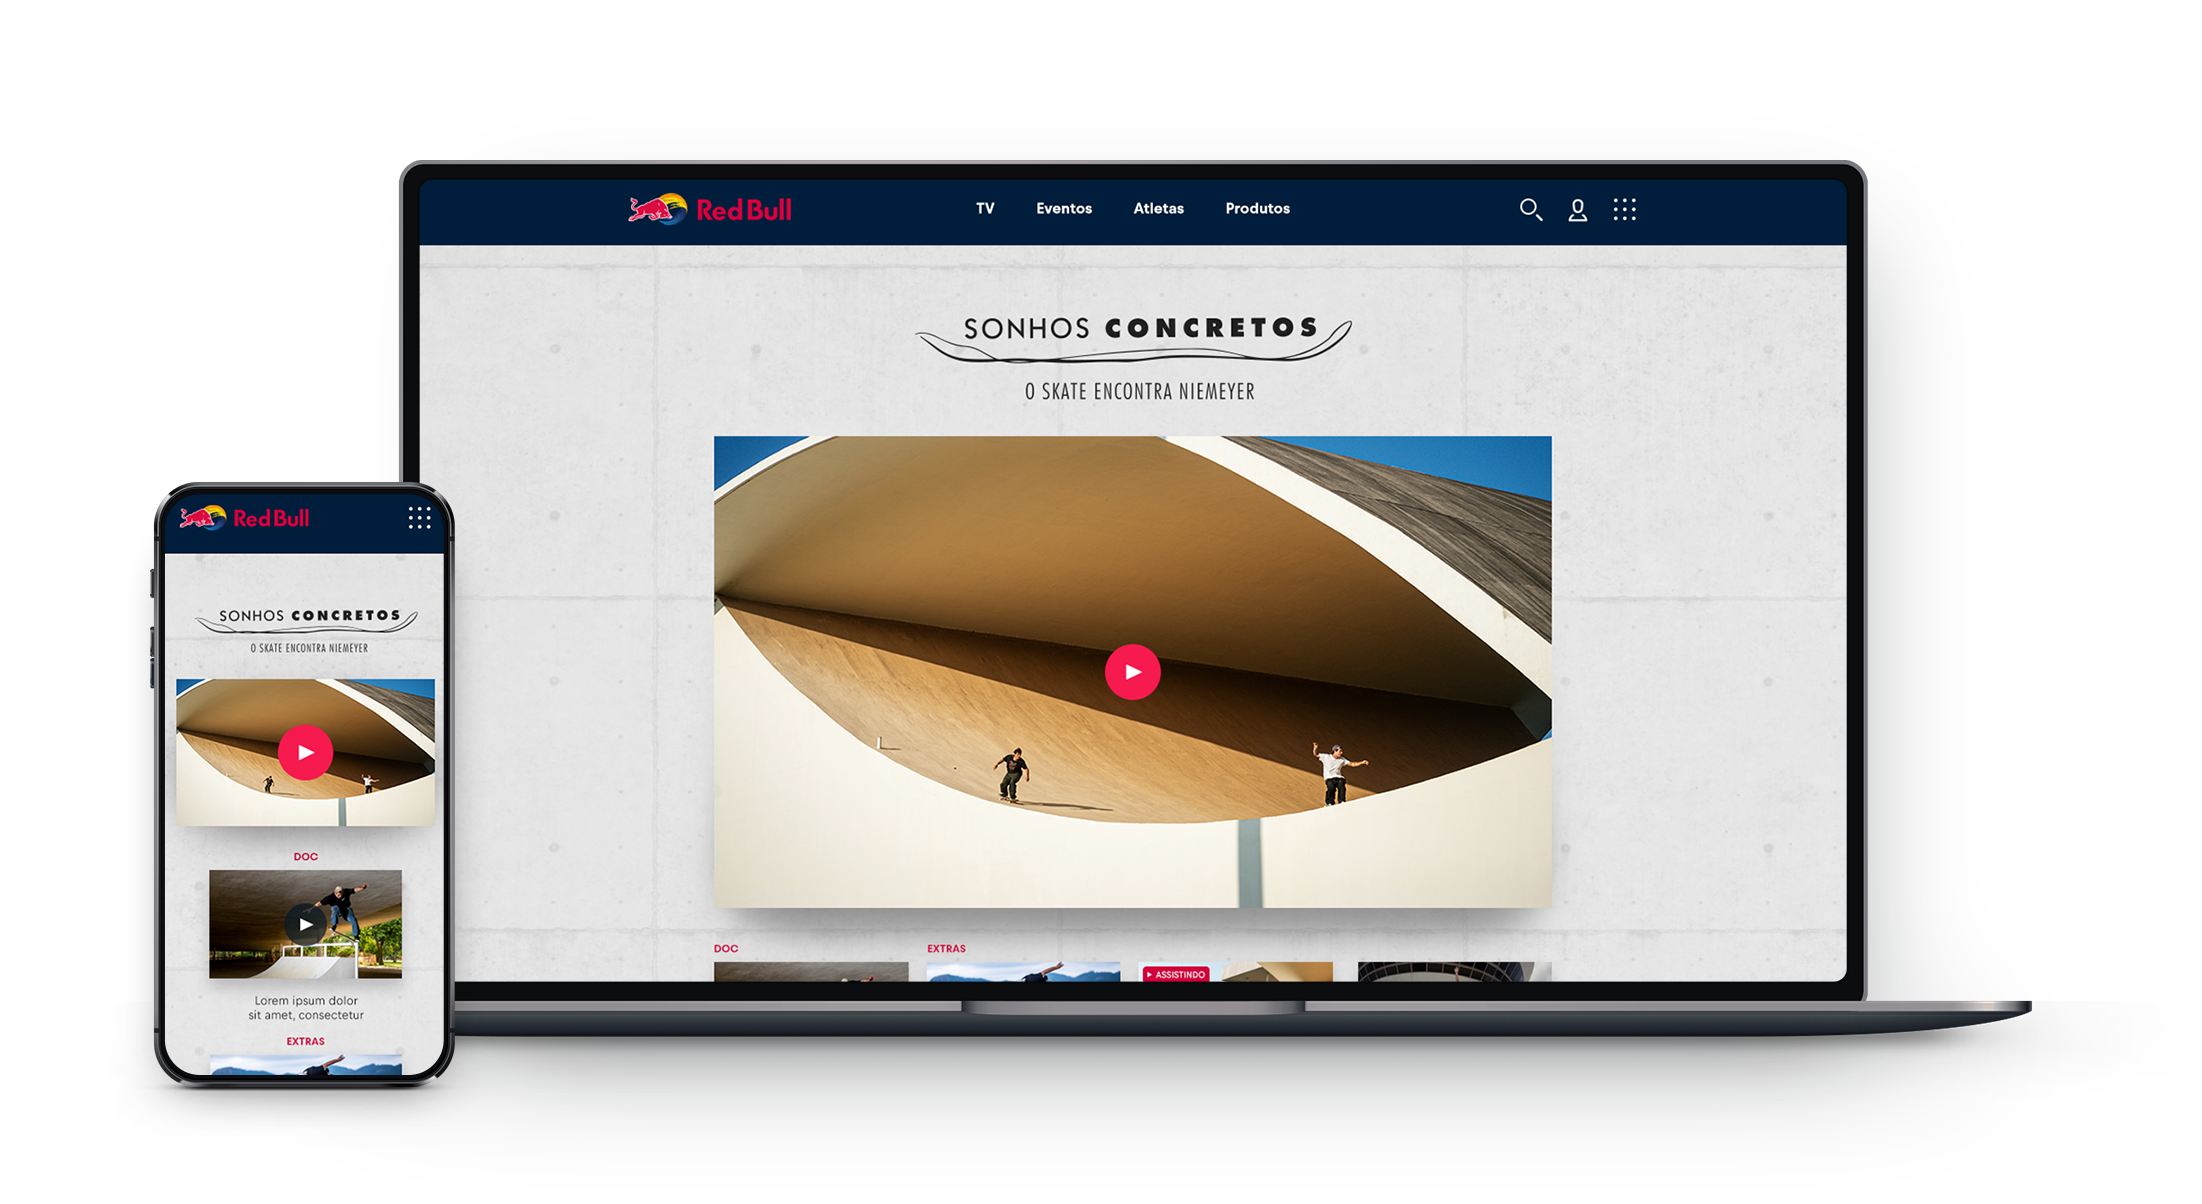 Red Bull
TV
Eventos
Atletas
Produtos
SONHOS CONCRETOS
O SKATE ENCONTRA NIEMEYER
DOC
EXTRAS
ASSISTINDO
Red Bull
SONHOS CONCRETOS
O SKATE ENCONTRA NIEMEYER
DOC
Lorem ipsum dolor
sit amet, consectetur
EXTRAS